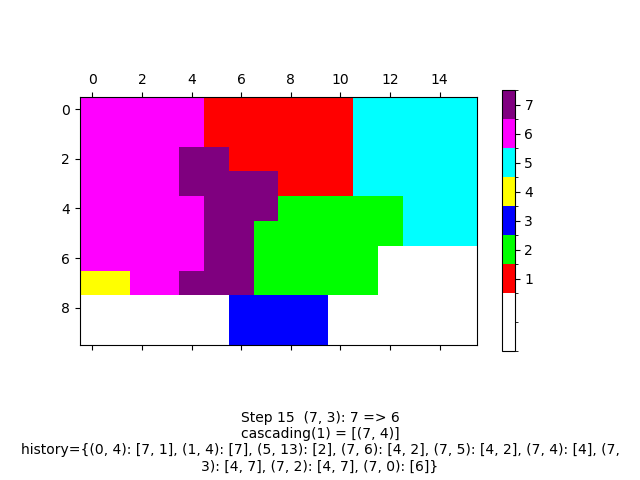 0 2 4 6 8 10 12 14
0
2
4
6
8
7
6
5
4
3
2
1
Step 15  (7, 3): 7 => 6
cascading(1) = [(7, 4)]
history={(0, 4): [7, 1], (1, 4): [7], (5, 13): [2], (7, 6): [4, 2], (7, 5): [4, 2], (7, 4): [4], (7,
3): [4, 7], (7, 2): [4, 7], (7, 0): [6]}